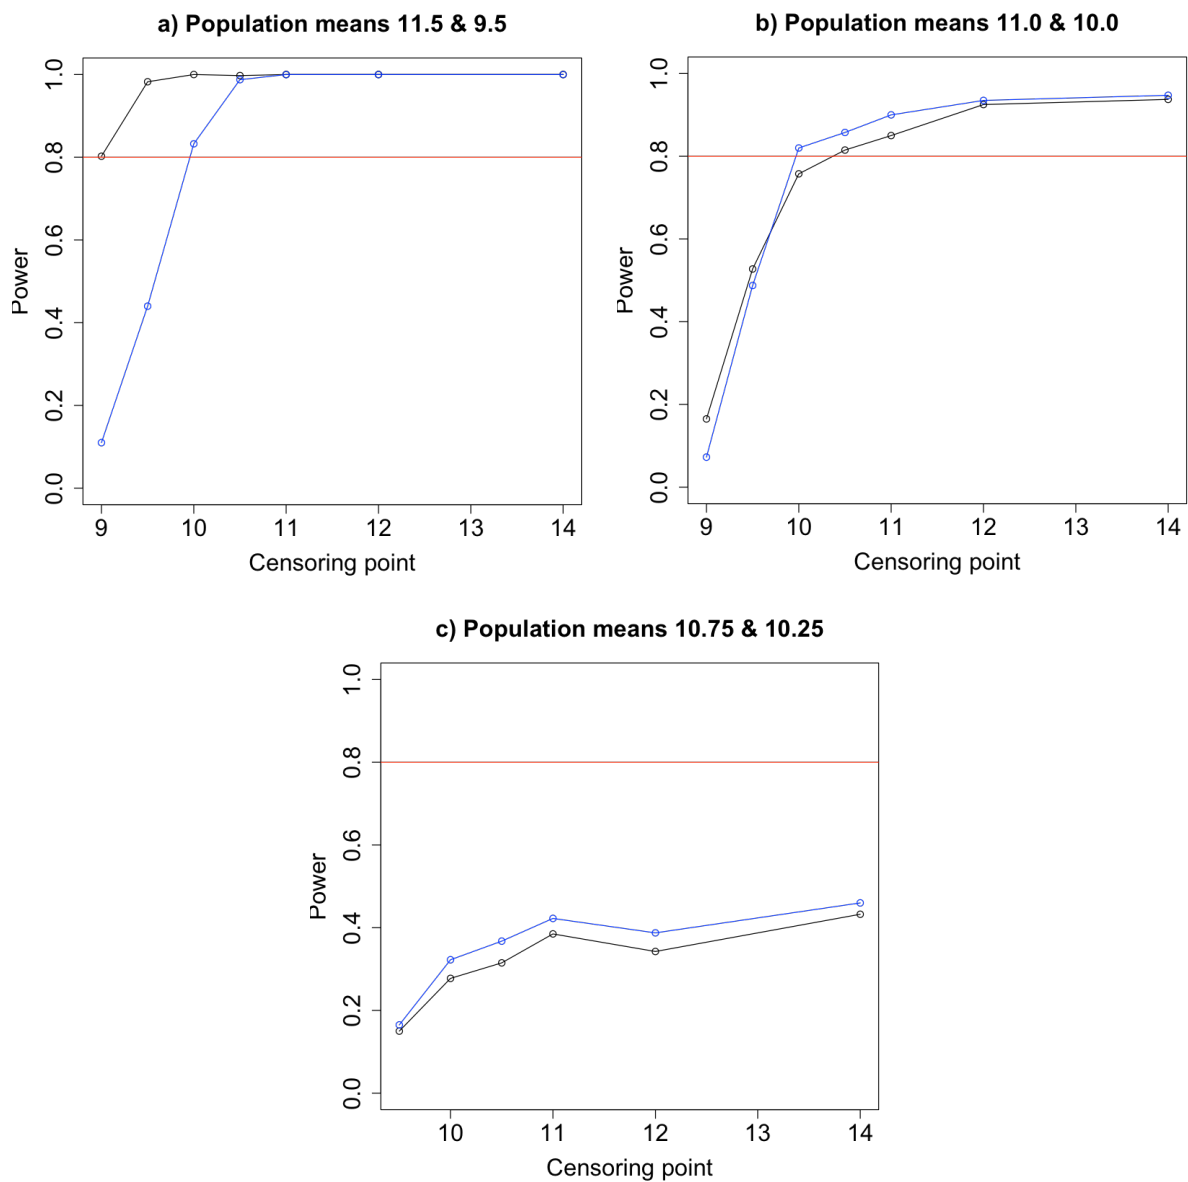 a) Population means 11.5 & 9.5
Power
0.0 0.2 0.4 0.6 0.8 1.0
9 10 11 12 13 14
Censoring point
b) Population means 11.0 & 10.0
Power
0.0 0.2 0.4 0.6 0.8 1.0
9 10 11 12 13 14
Censoring point
c) Population means 10.75 & 10.25
Power
0.0 0.2 0.4 0.6 0.8 1.0
10 11 12 13 14
Censoring point